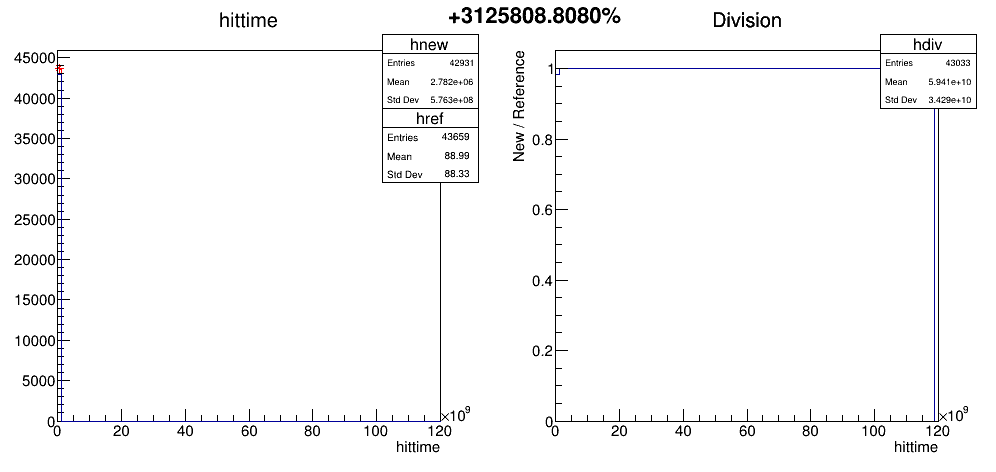 +3125808.8080%
hittime
hnew
Entries 42931
Mean 2.782e+06
Std Dev 5.763e+08
href
Entries 43659
Mean 88.99
Std Dev 88.33
45000
40000
35000
30000
25000
20000
15000
10000
5000
0
0 20 40 60 80 100 120
×10⁹
hittime
Division
hdiv
Entries 43033
Mean 5.941e+10
Std Dev 3.429e+10
New / Reference
1
0.8
0.6
0.4
0.2
0
0 20 40 60 80 100 120
×10⁹
hittime